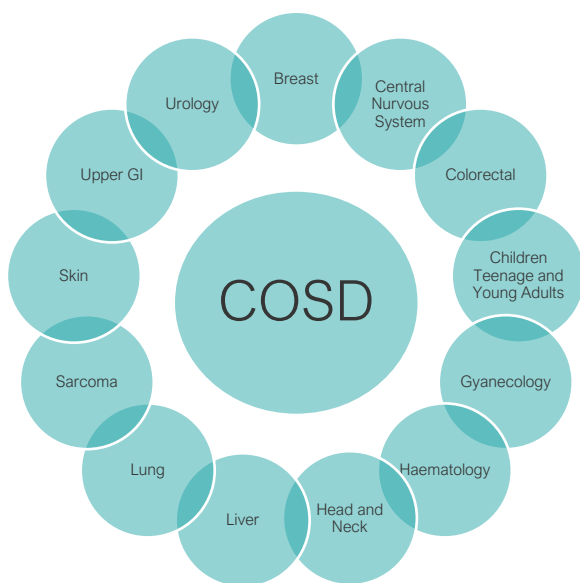 Breast
Central
Nurvous
System
Colorectal
Children
Teenage and
Young Adults
Gyanecology
Haematology
Head and
Neck
Liver
Lung
Sarcoma
Skin
Upper GI
Urology
COSD